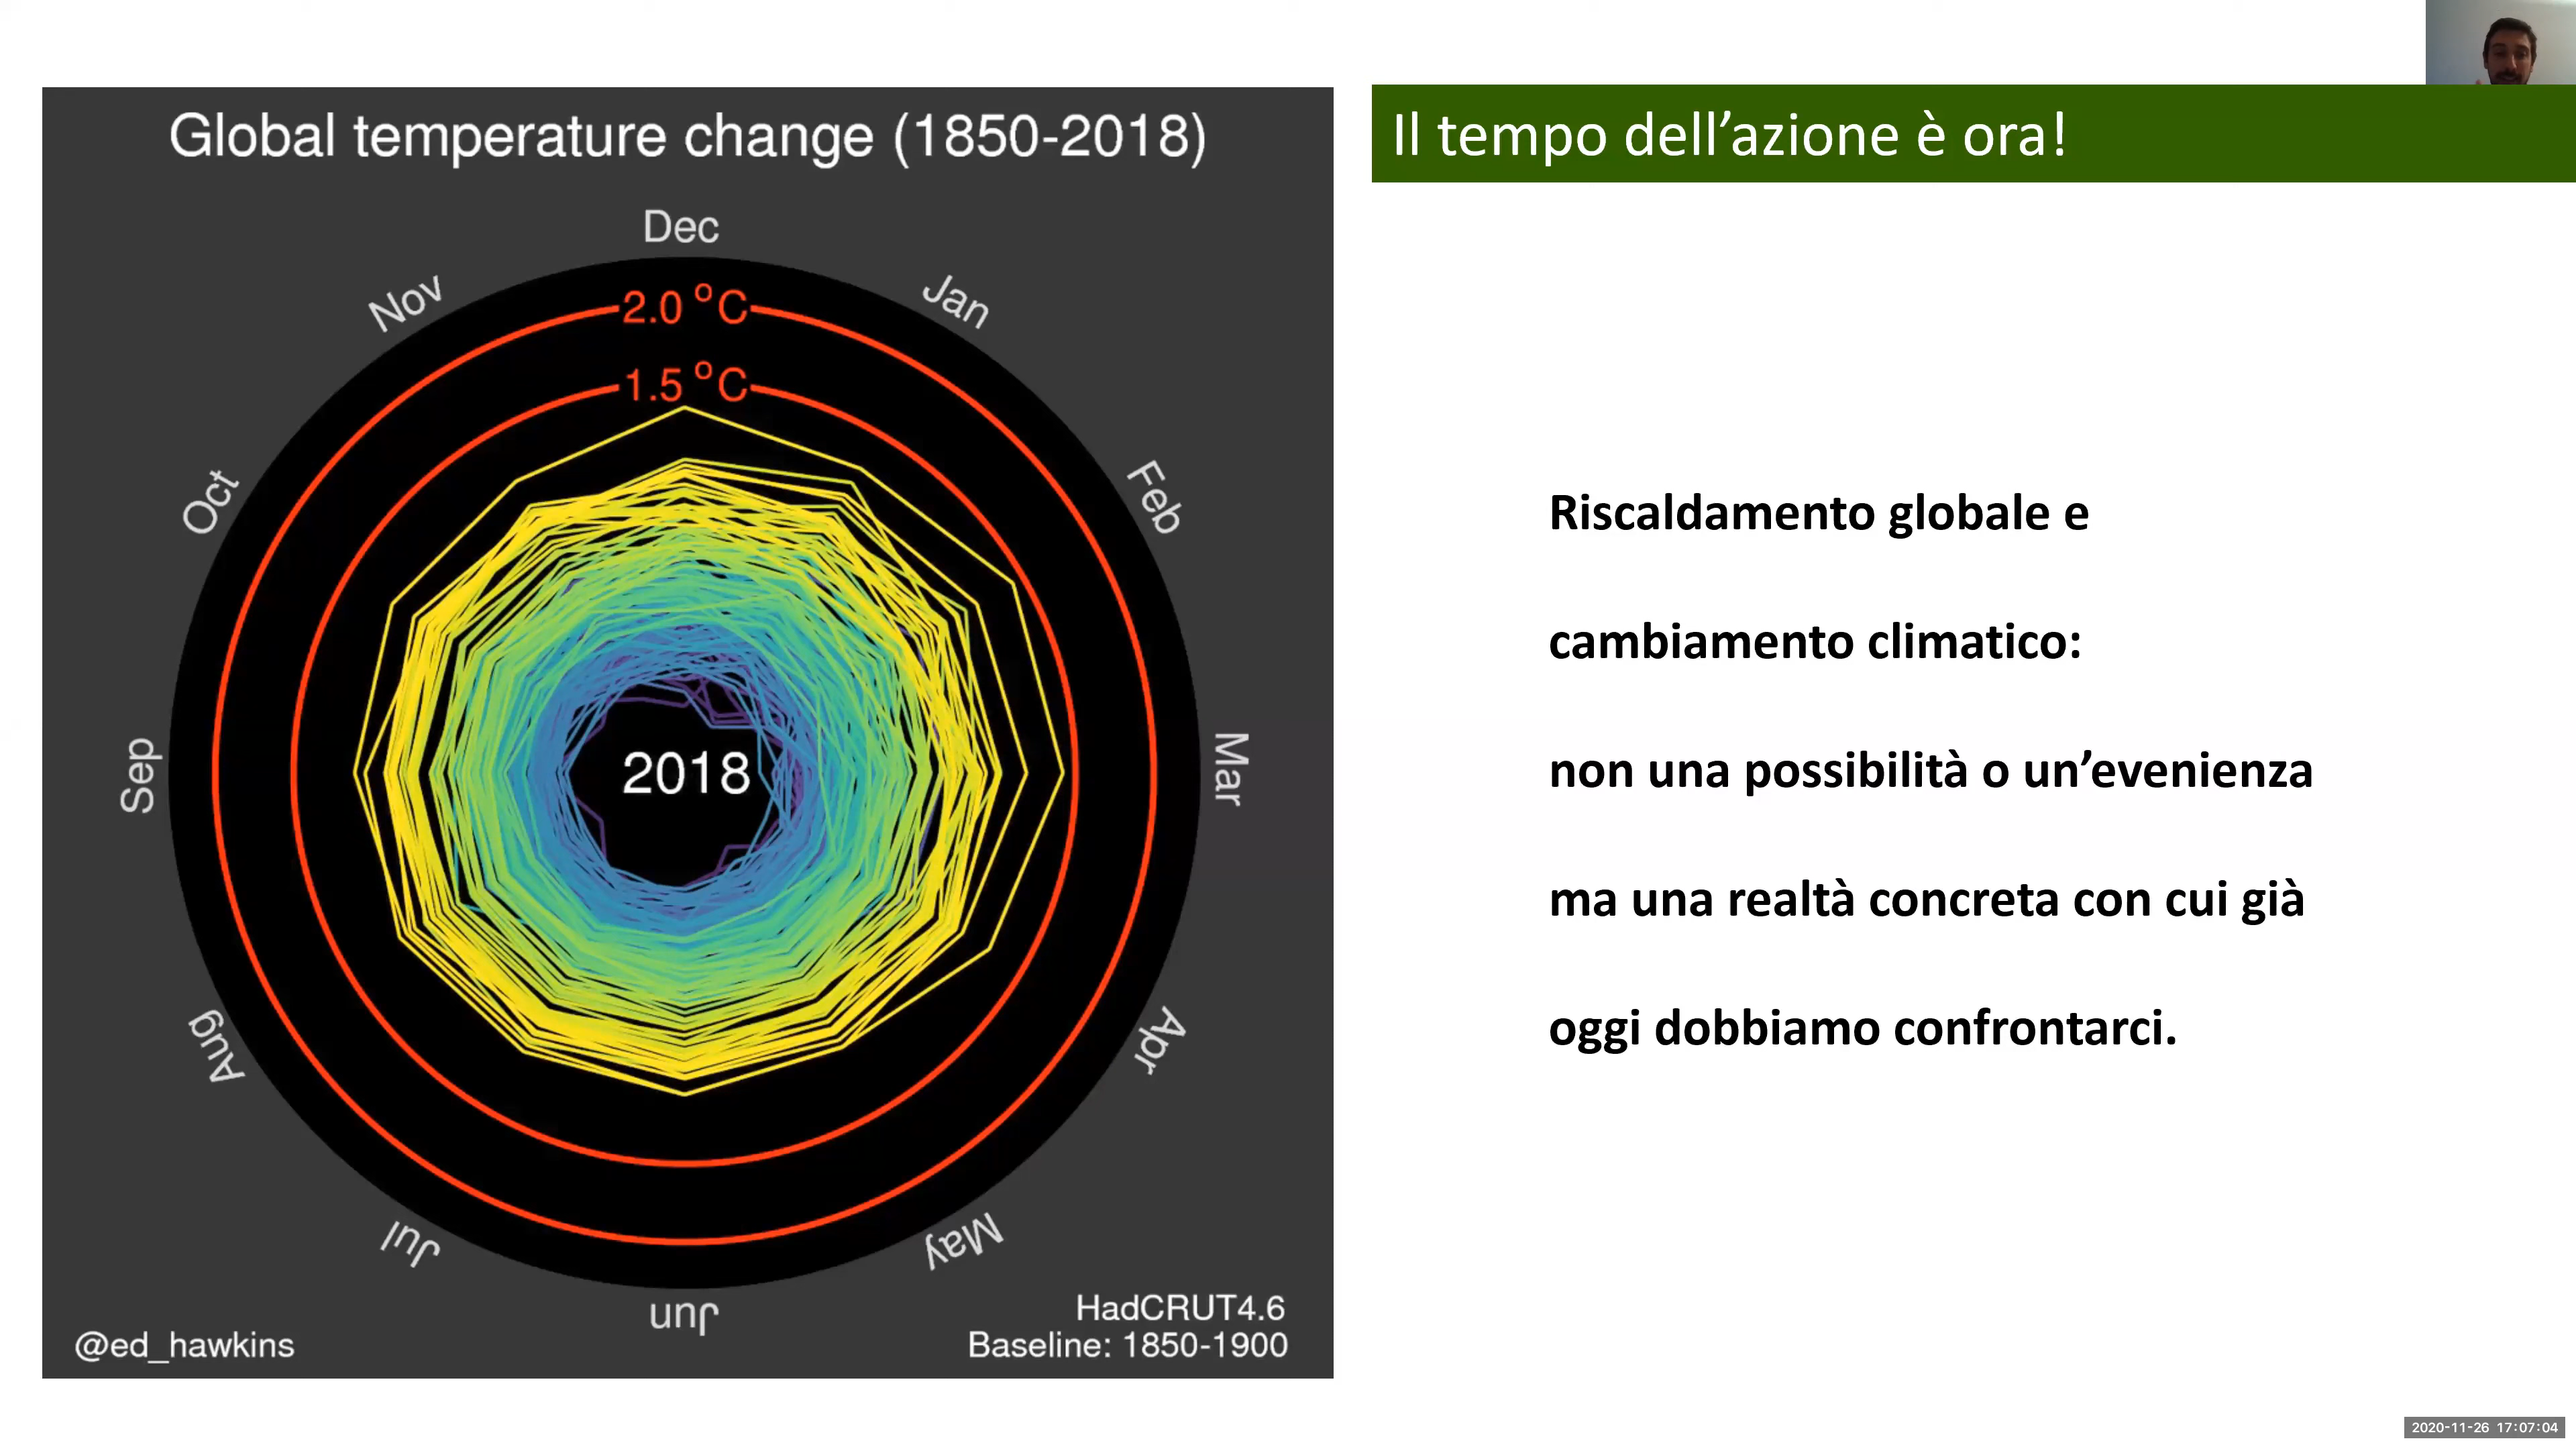 Global temperature change (1850-2018)
Dec
Jan
Feb
Mar
Apr
May
Jun
Jul
Aug
Sep
Oct
Nov
2.0 °C
1.5 °C
2018
@ed_hawkins
HadCRUT4.6
Baseline: 1850-1900
Il tempo dell’azione è ora!
Riscaldamento globale e
cambiamento climatico:
non una possibilità o un’evenienza
ma una realtà concreta con cui già
oggi dobbiamo confrontarci.
2020-11-26 17:07:04